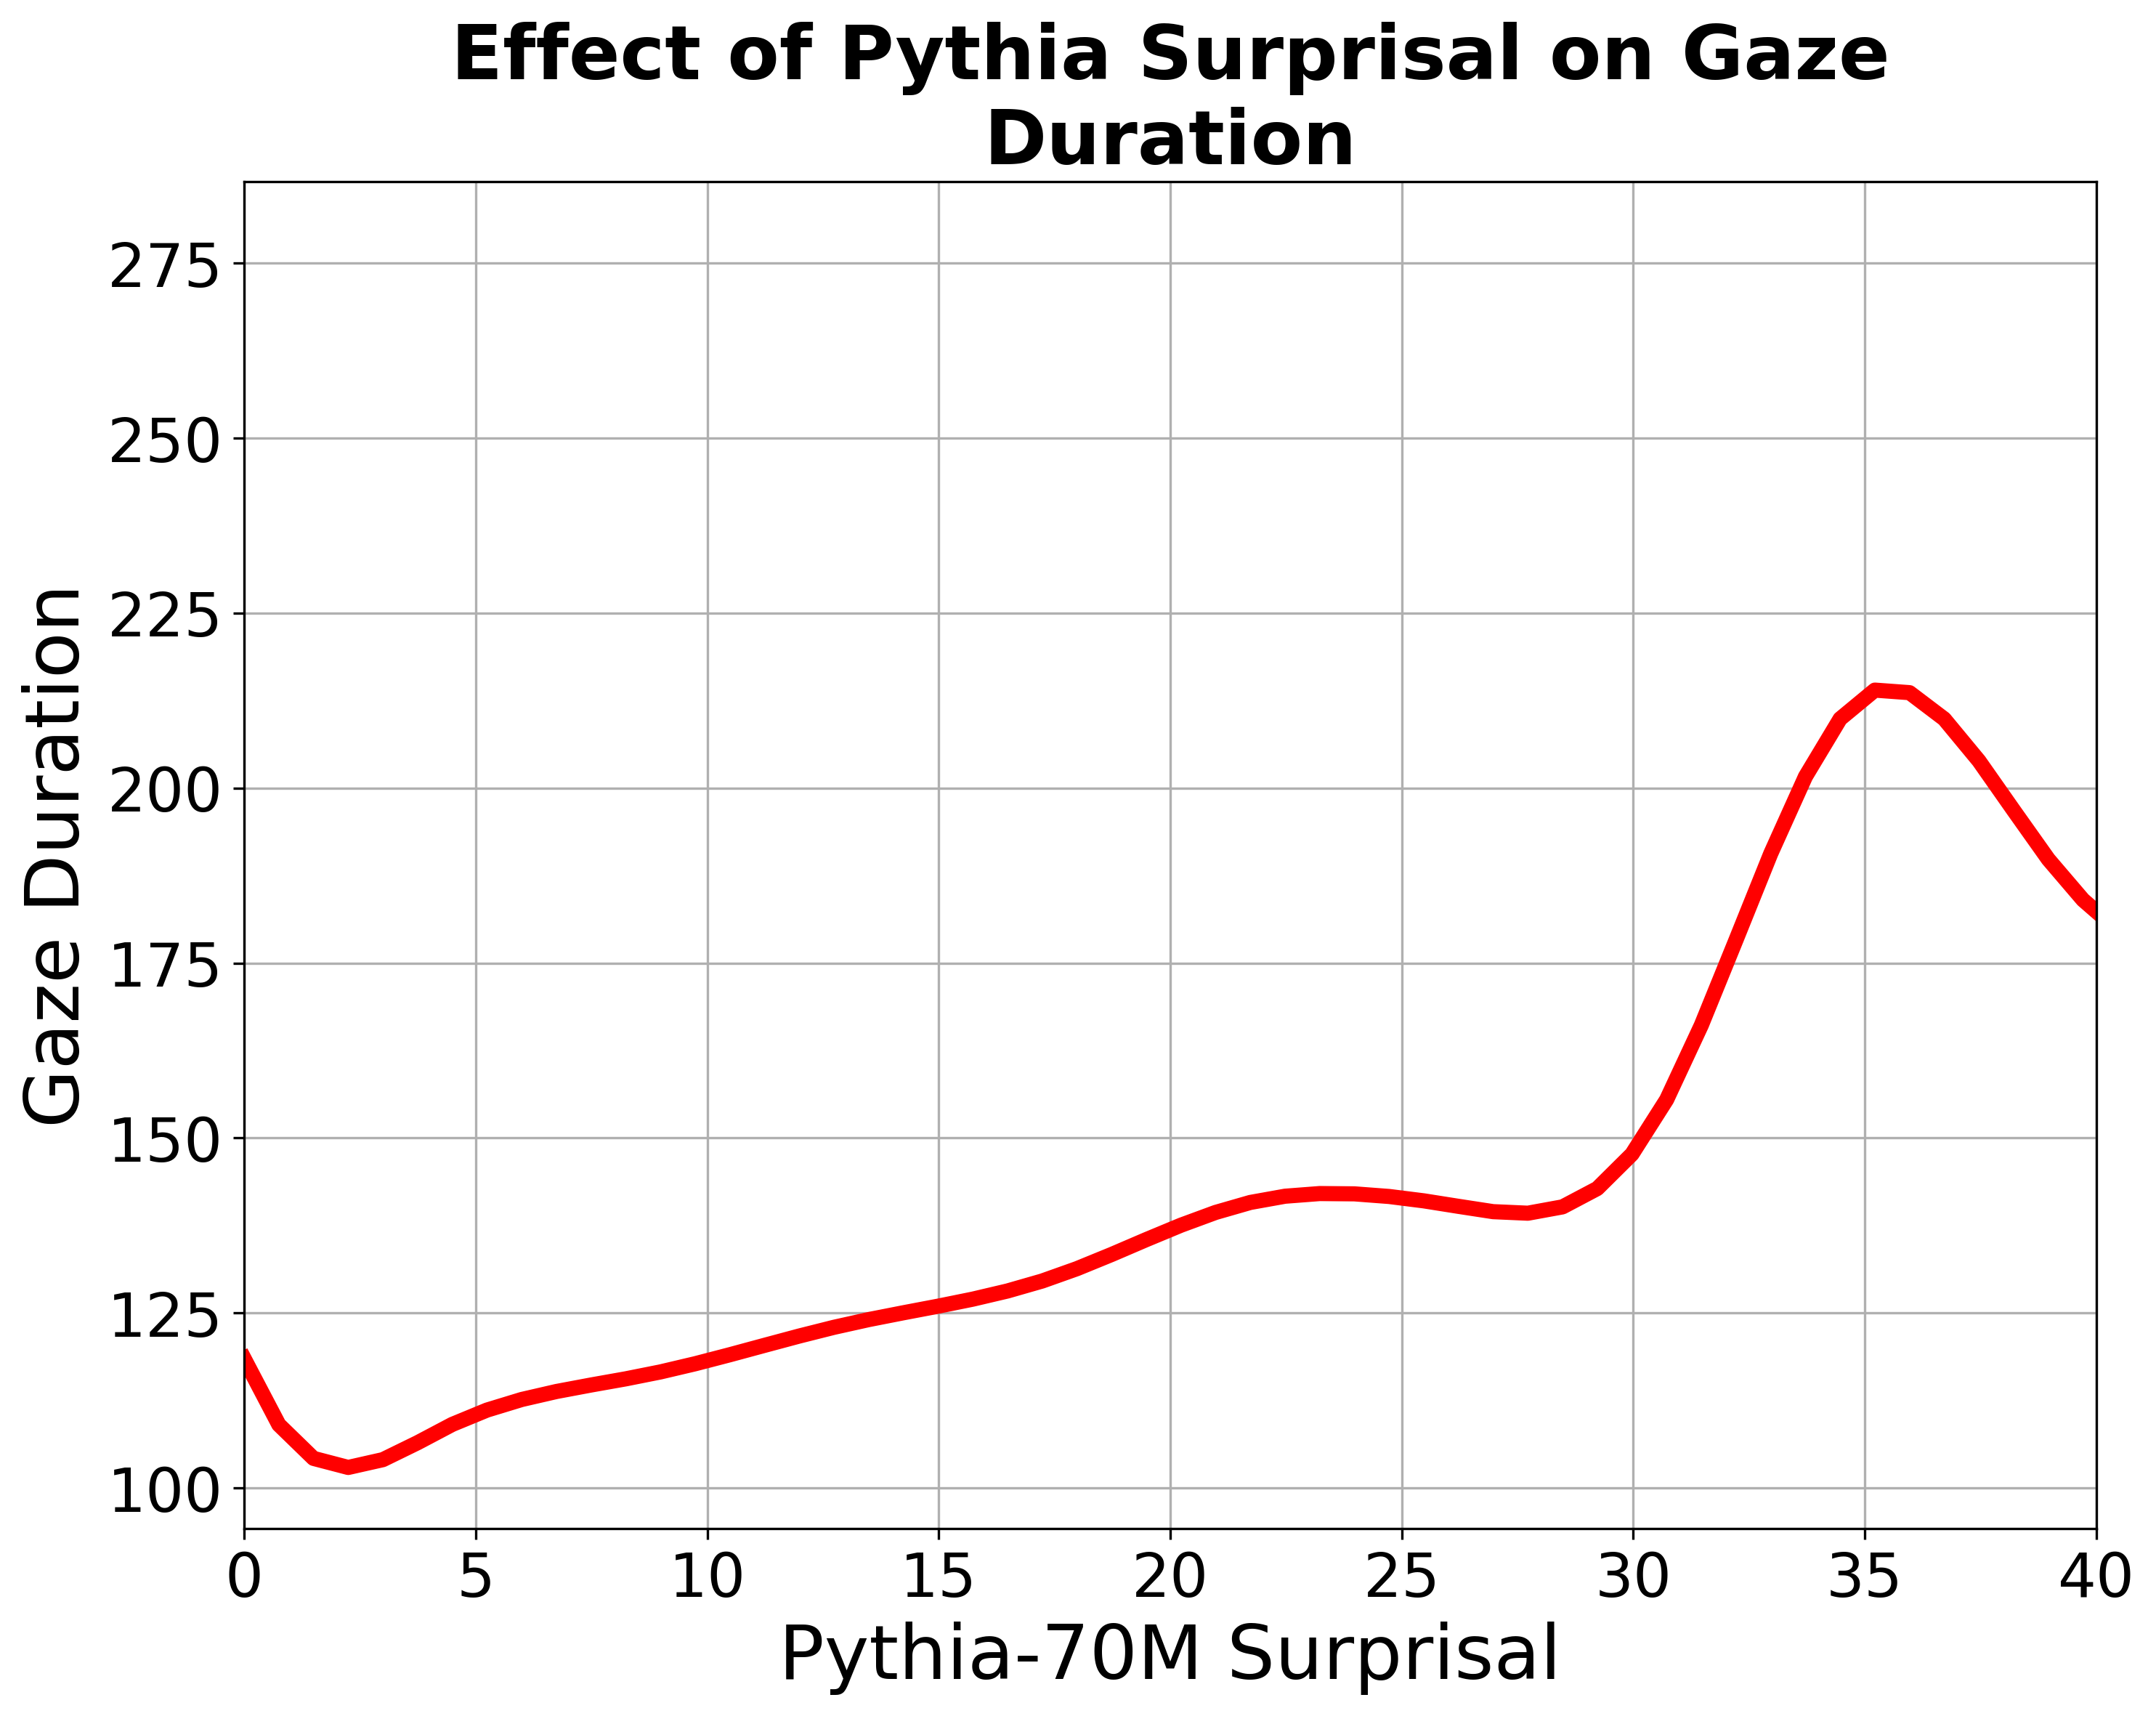 Effect of Pythia Surprisal on Gaze
Duration
275
250
225
200
175
150
125
100
Gaze Duration
0 5 10 15 20 25 30 35 40
Pythia-70M Surprisal